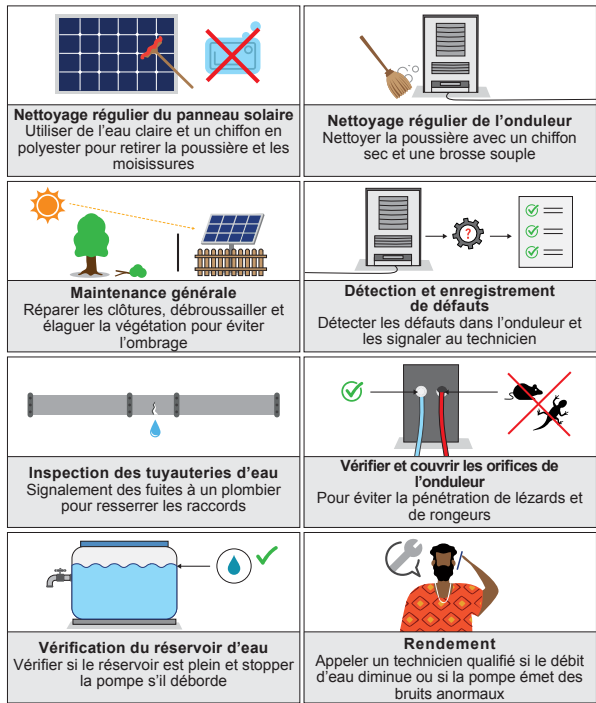 Nettoyage régulier du panneau solaire
Utiliser de l'eau claire et un chiffon en
polyester pour retirer la poussière et les
moisissures
Nettoyage régulier de l'onduleur
Nettoyer la poussière avec un chiffon
sec et une brosse souple
Maintenance générale
Réparer les clôtures, débroussailler et
élaguer la végétation pour éviter
l'ombrage
?
Détection et enregistrement
de défauts
Détecter les défauts dans l'onduleur et
les signaler au technicien
Inspection des tuyauteries d'eau
Signalement des fuites à un plombier
pour resserrer les raccords
Vérifier et couvrir les orifices de
l'onduleur
Pour éviter la pénétration de lézards et
de rongeurs
Vérification du réservoir d'eau
Vérifier si le réservoir est plein et stopper
la pompe s'il déborde
Rendement
Appeler un technicien qualifié si le débit
d'eau diminue ou si la pompe émet des
bruits anormaux